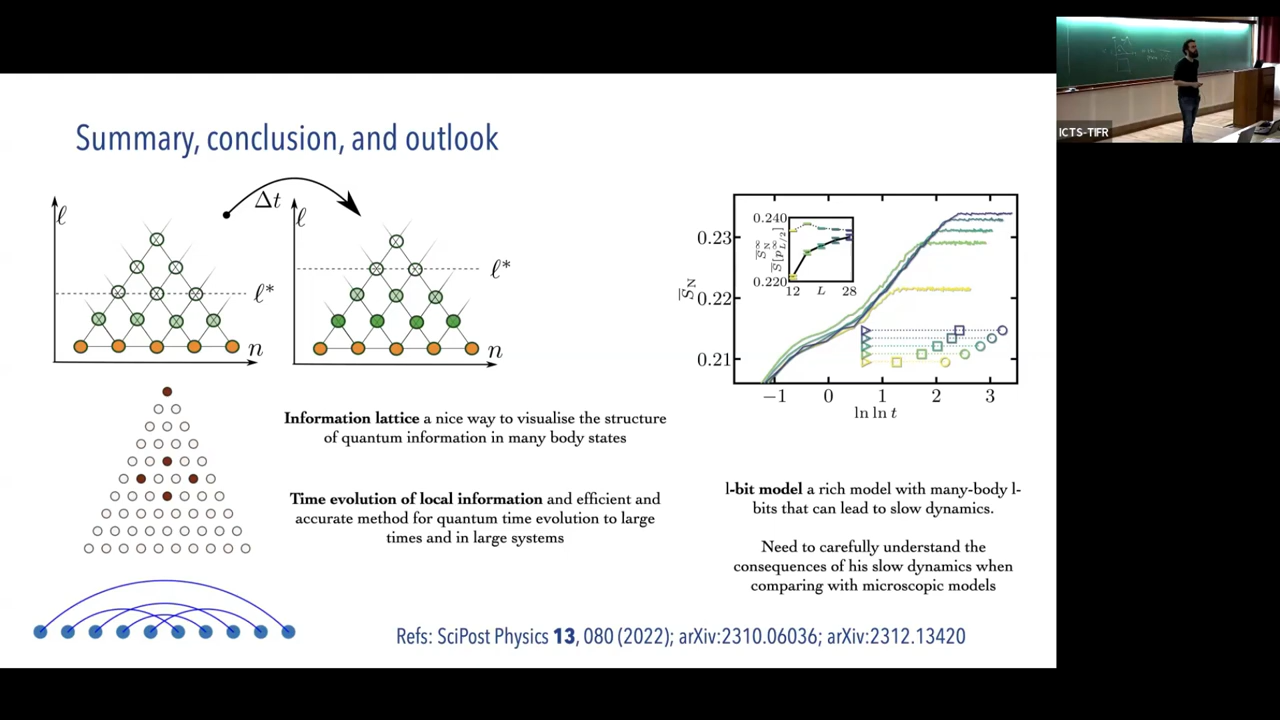 Summary, conclusion, and outlook
Δt
ℓ
ℓ*
n
ℓ
ℓ*
n
Information lattice a nice way to visualise the structure
of quantum information in many body states
Time evolution of local information and efficient and
accurate method for quantum time evolution to large
times and in large systems
0.23
0.22
0.21
S̅_N
−1 0 1 2 3
ln ln t
0.240
0.220
S̅_N^∞
S̅[p_{L/2}^∞]
12 L 28
l-bit model a rich model with many-body l-
bits that can lead to slow dynamics.
Need to carefully understand the
consequences of his slow dynamics when
comparing with microscopic models
Refs: SciPost Physics 13, 080 (2022); arXiv:2310.06036; arXiv:2312.13420
ICTS-TIFR